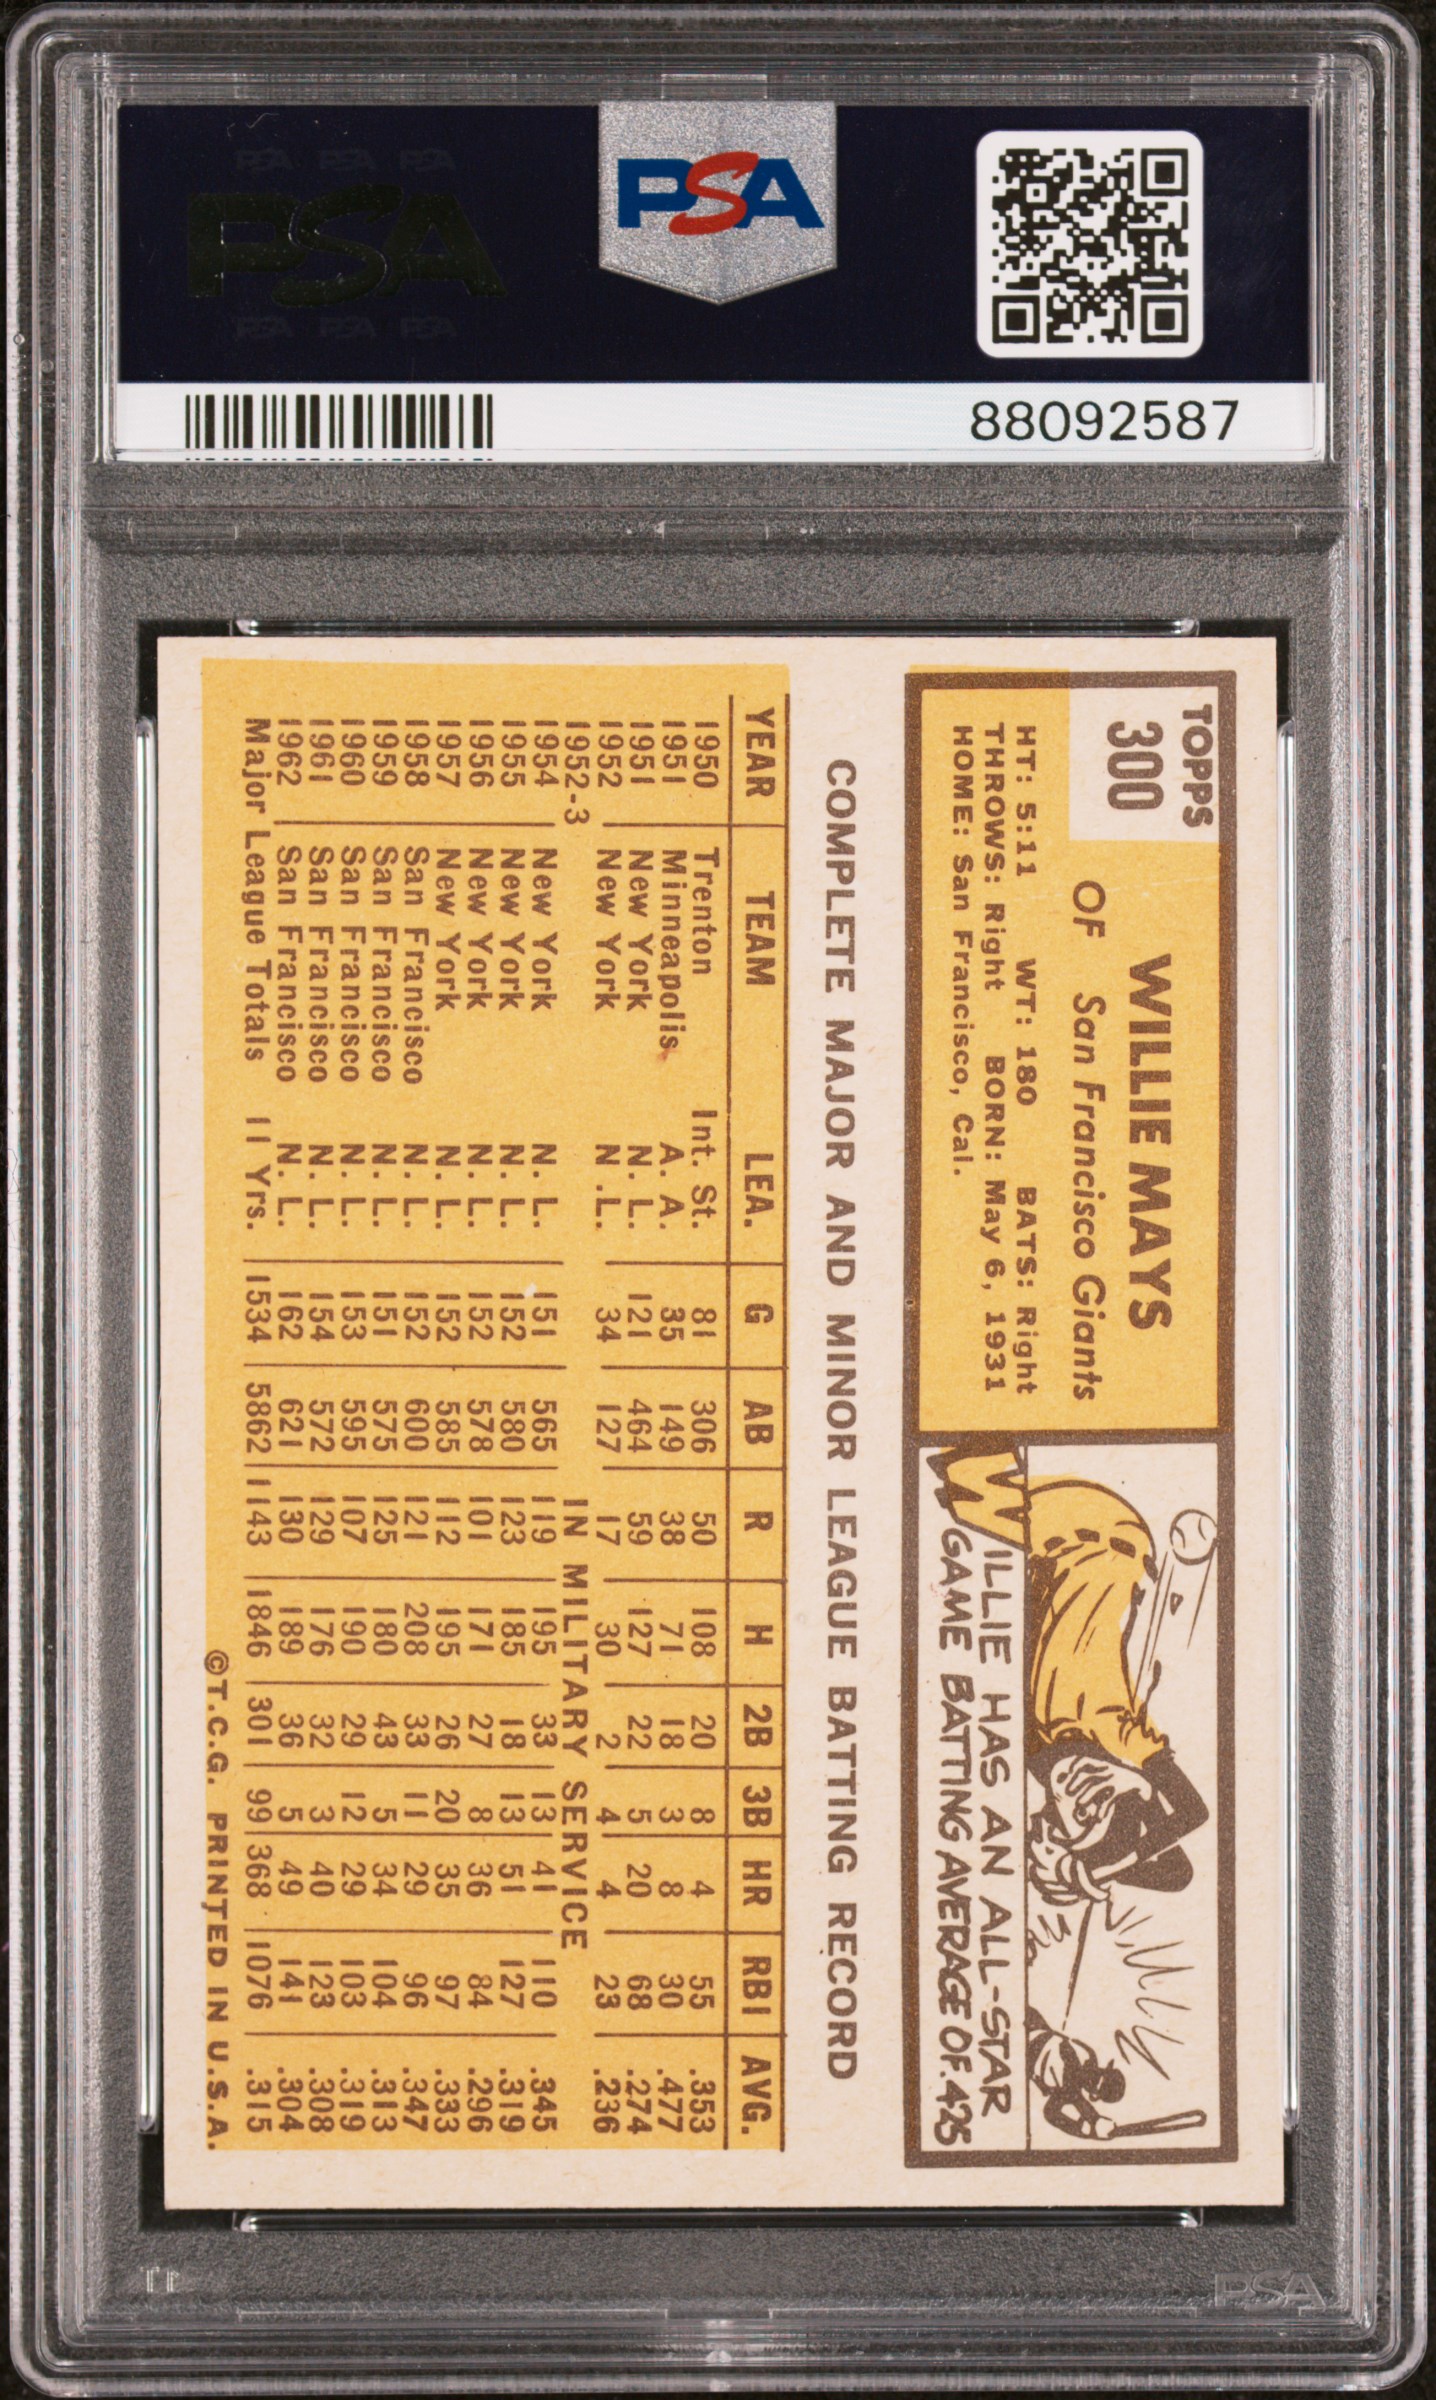 PSA PSA PSA
PSA
PSA PSA PSA
PSA
88092587
TOPPS
300
WILLIE MAYS
OF San Francisco Giants
HT: 5:11 WT: 180 BATS: Right
THROWS: Right BORN: May 6, 1931
HOME: San Francisco, Cal.
WILLIE HAS AN ALL-STAR
GAME BATTING AVERAGE OF .425
COMPLETE MAJOR AND MINOR LEAGUE BATTING RECORD
YEAR TEAM LEA. G AB R H 2B 3B HR RBI AVG.
1950 Trenton Int. St. 81 306 50 108 20 8 4 55 .353
1951 Minneapolis A. A. 35 149 38 71 18 3 8 30 .477
1951 New York N. L. 121 464 59 127 22 5 20 68 .274
1952 New York N .L. 34 127 17 30 2 4 4 23 .236
1952-3 IN MILITARY SERVICE
1954 New York N. L. 151 565 119 195 33 13 41 110 .345
1955 New York N. L. 152 580 123 185 18 13 51 127 .319
1956 New York N. L. 152 578 101 171 27 8 36 84 .296
1957 New York N. L. 152 585 112 195 26 20 35 97 .333
1958 San Francisco N. L. 152 600 121 208 33 11 29 96 .347
1959 San Francisco N. L. 151 575 125 180 43 5 34 104 .313
1960 San Francisco N. L. 153 595 107 190 29 12 29 103 .319
1961 San Francisco N. L. 154 572 129 176 32 3 40 123 .308
1962 San Francisco N. L. 162 621 130 189 36 5 49 141 .304
Major League Totals 11 Yrs. 1534 5862 1143 1846 301 99 368 1076 .315
©T.C.G. PRINTED IN U.S.A.
PSA